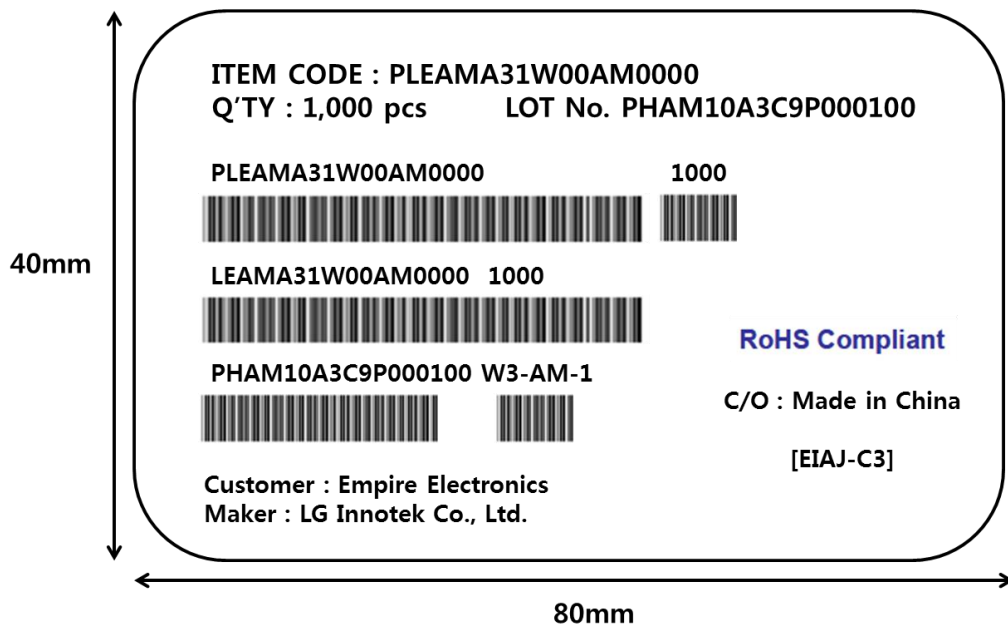 ITEM CODE : PLEAMA31W00AM0000
Q'TY : 1,000 pcs LOT No. PHAM10A3C9P000100
PLEAMA31W00AM0000 1000
LEAMA31W00AM0000 1000
PHAM10A3C9P000100 W3-AM-1
Customer : Empire Electronics
Maker : LG Innotek Co., Ltd.
RoHS Compliant
C/O : Made in China
[EIAJ-C3]
40mm
80mm